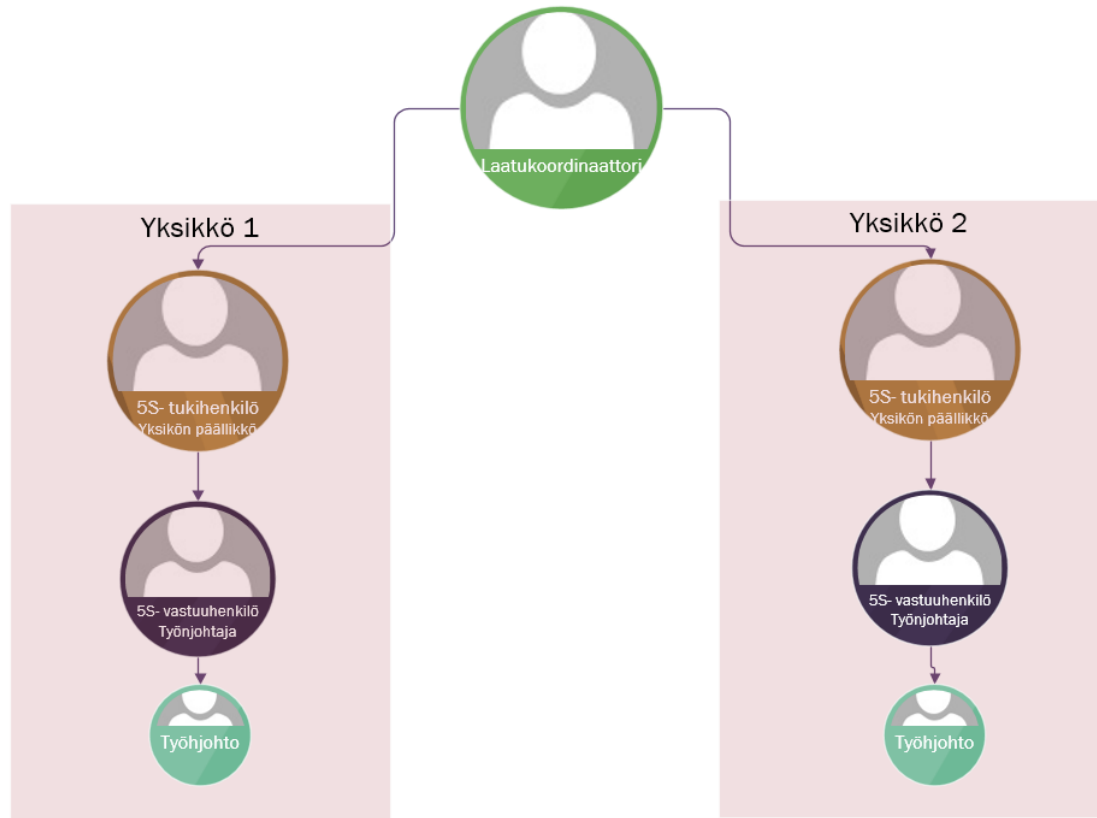 Laatukoordinaattori
Yksikkö 1
5S- tukihenkilö
Yksikön päällikkö
5S- vastuuhenkilö
Työnjohtaja
Työhjohto
Yksikkö 2
5S- tukihenkilö
Yksikön päällikkö
5S- vastuuhenkilö
Työnjohtaja
Työhjohto